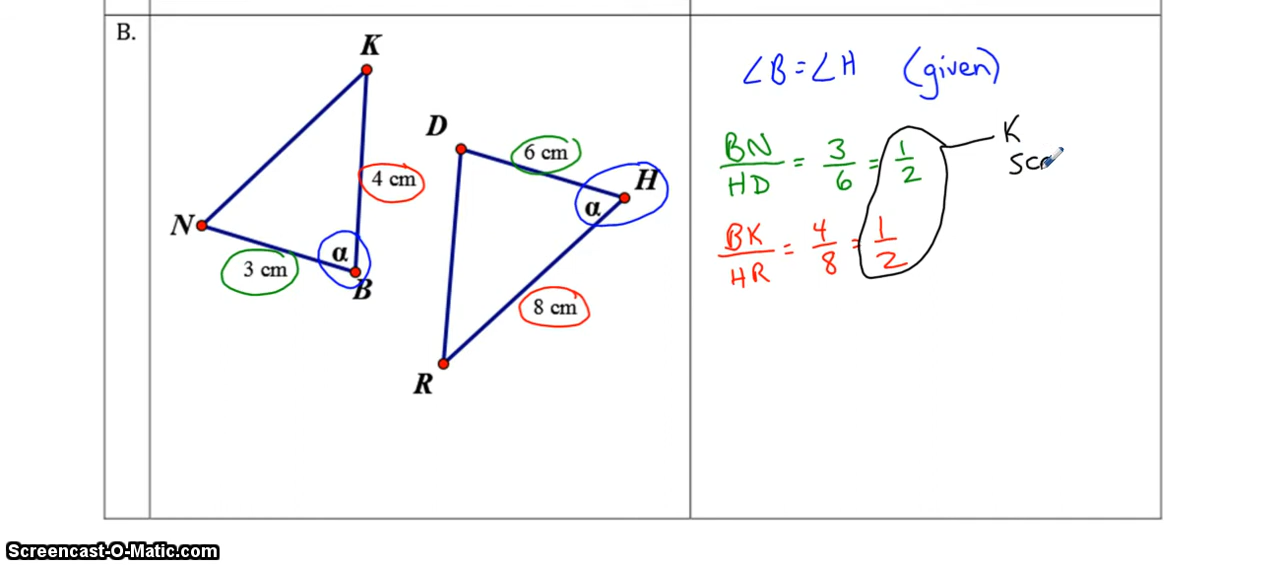 B.
K
D
6 cm
H
4 cm
α
N
α
3 cm
B
8 cm
R
∠B = ∠H (given)
BN/HD = 3/6 = 1/2
K
BK/HR = 4/8 = 1/2
Screencast-O-Matic.com